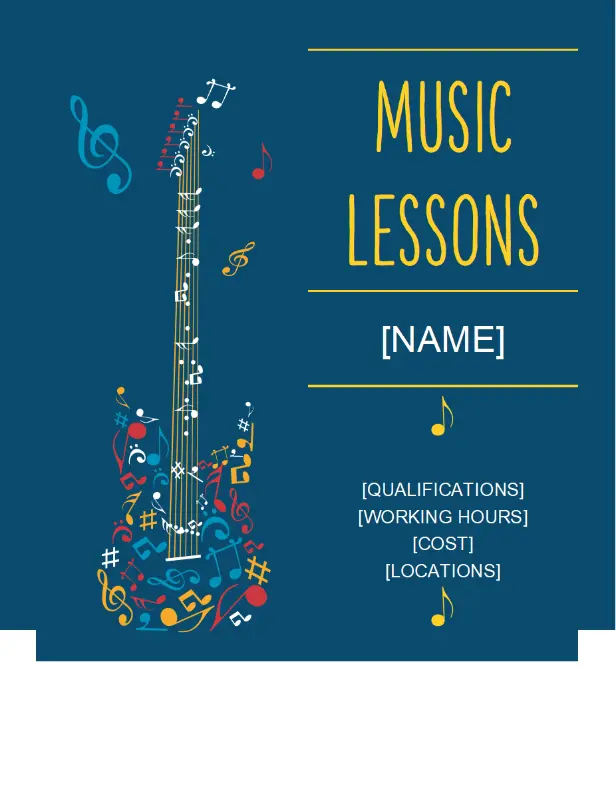 MUSIC
LESSONS
[NAME]
[QUALIFICATIONS]
[WORKING HOURS]
[COST]
[LOCATIONS]